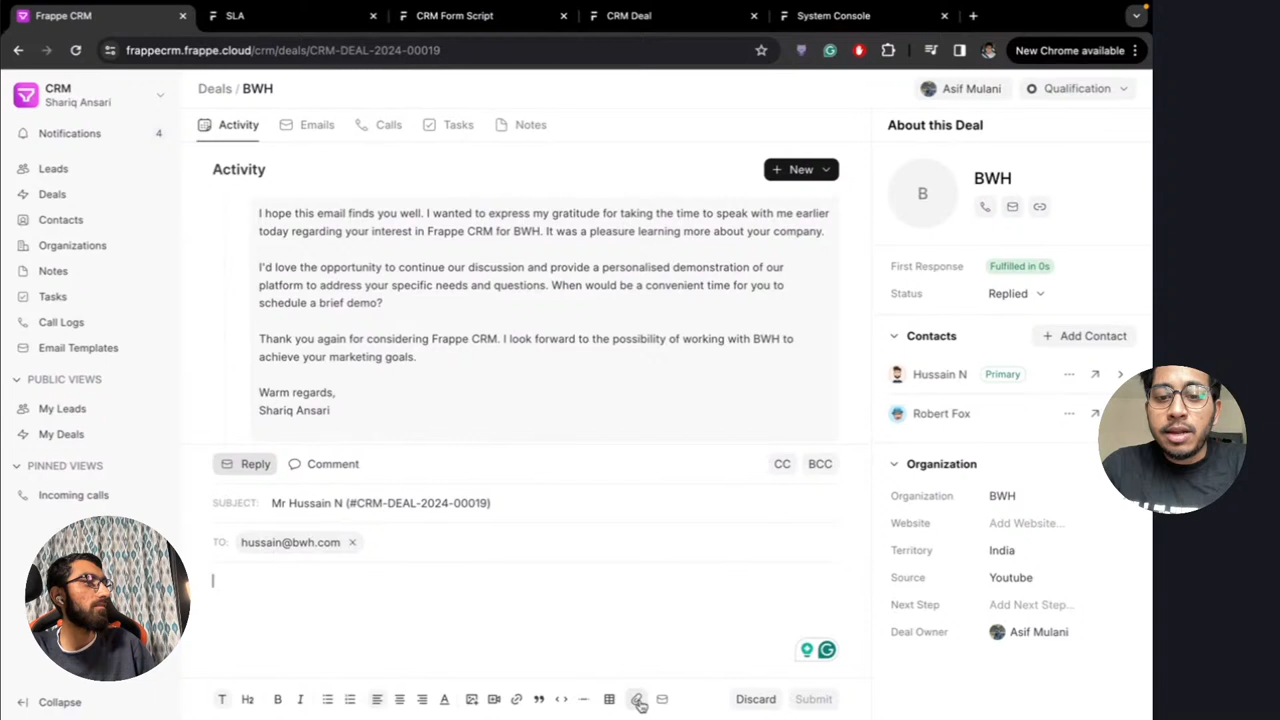 Frappe CRM
SLA
CRM Form Script
CRM Deal
System Console
frappecrm.frappe.cloud/crm/deals/CRM-DEAL-2024-00019
New Chrome available
CRM
Shariq Ansari
Notifications
4
Leads
Deals
Contacts
Organizations
Notes
Tasks
Call Logs
Email Templates
PUBLIC VIEWS
My Leads
My Deals
PINNED VIEWS
Incoming calls
Collapse
Deals / BWH
Asif Mulani
Qualification
Activity
Emails
Calls
Tasks
Notes
Activity
+ New
I hope this email finds you well. I wanted to express my gratitude for taking the time to speak with me earlier
today regarding your interest in Frappe CRM for BWH. It was a pleasure learning more about your company.
I'd love the opportunity to continue our discussion and provide a personalised demonstration of our
platform to address your specific needs and questions. When would be a convenient time for you to
schedule a brief demo?
Thank you again for considering Frappe CRM. I look forward to the possibility of working with BWH to
achieve your marketing goals.
Warm regards,
Shariq Ansari
Reply
Comment
CC
BCC
SUBJECT: Mr Hussain N (#CRM-DEAL-2024-00019)
TO: hussain@bwh.com
T
H2
B
I
A
Discard
Submit
About this Deal
B
BWH
First Response Fulfilled in 0s
Status Replied
Contacts
+ Add Contact
Hussain N Primary
Robert Fox
Organization
Organization BWH
Website Add Website...
Territory India
Source Youtube
Next Step Add Next Step...
Deal Owner Asif Mulani